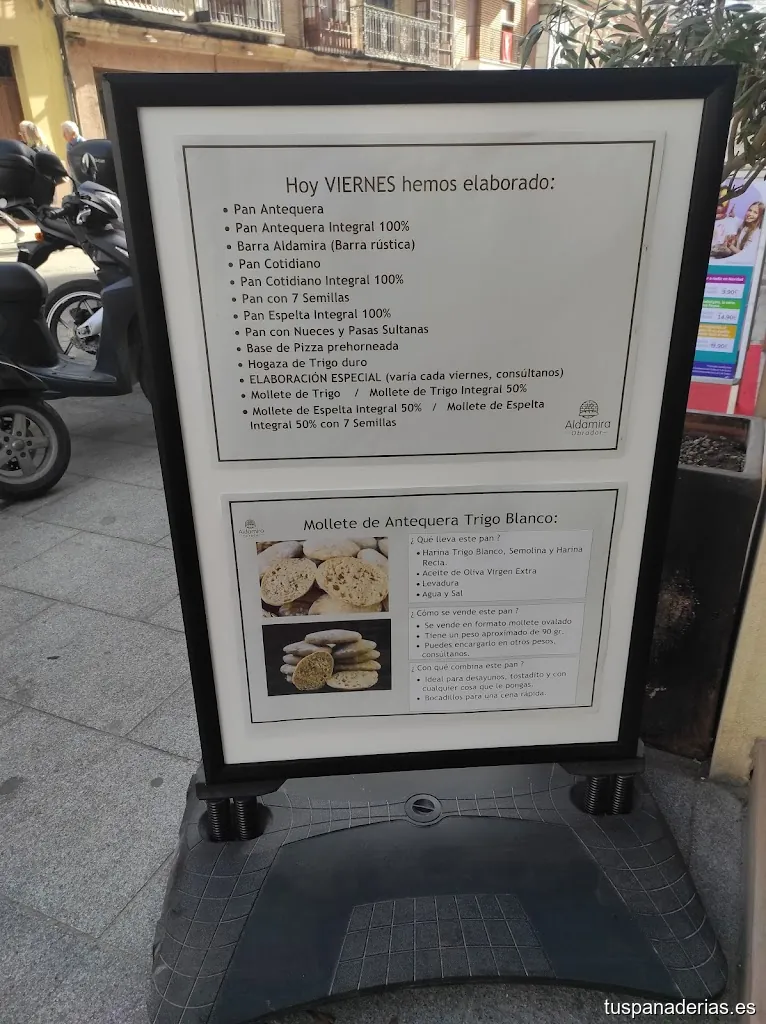 Hoy VIERNES hemos elaborado:
• Pan Antequera
• Pan Antequera Integral 100%
• Barra Aldamira (Barra rústica)
• Pan Cotidiano
• Pan Cotidiano Integral 100%
• Pan con 7 Semillas
• Pan Espelta Integral 100%
• Pan con Nueces y Pasas Sultanas
• Base de Pizza prehorneada
• Hogaza de Trigo duro
• ELABORACIÓN ESPECIAL (varía cada viernes, consúltanos)
• Mollete de Trigo / Mollete de Trigo Integral 50%
• Mollete de Espelta Integral 50% / Mollete de Espelta
Integral 50% con 7 Semillas
Aldamira
Obrador
Aldamira
Mollete de Antequera Trigo Blanco:
¿ Qué lleva este pan ?
• Harina Trigo Blanco, Semolina y Harina
Recia.
• Aceite de Oliva Virgen Extra
• Levadura
• Agua y Sal
¿ Cómo se vende este pan ?
• Se vende en formato mollete ovalado
• Tiene un peso aproximado de 90 gr.
• Puedes encargarlo en otros pesos,
consúltanos.
¿ Con qué combina este pan ?
• Ideal para desayunos, tostadito y con
cualquier cosa que le pongas.
• Bocadillos para una cena rápida.
tuspanaderias.es